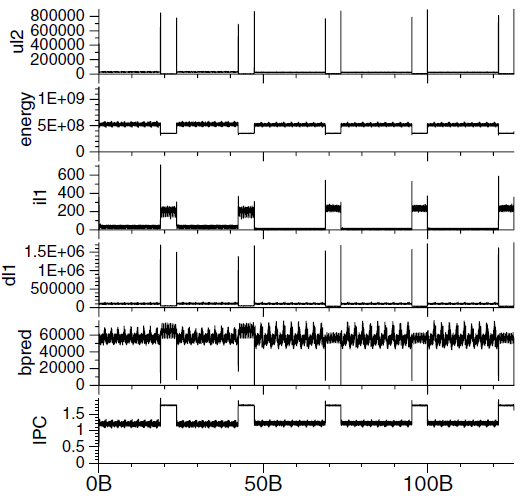 ul2
800000
600000
400000
200000
0
energy
1E+09
5E+08
0
il1
600
400
200
0
dl1
1.5E+06
1E+06
500000
0
bpred
60000
40000
20000
0
IPC
1.5
1
0.5
0
0B 50B 100B